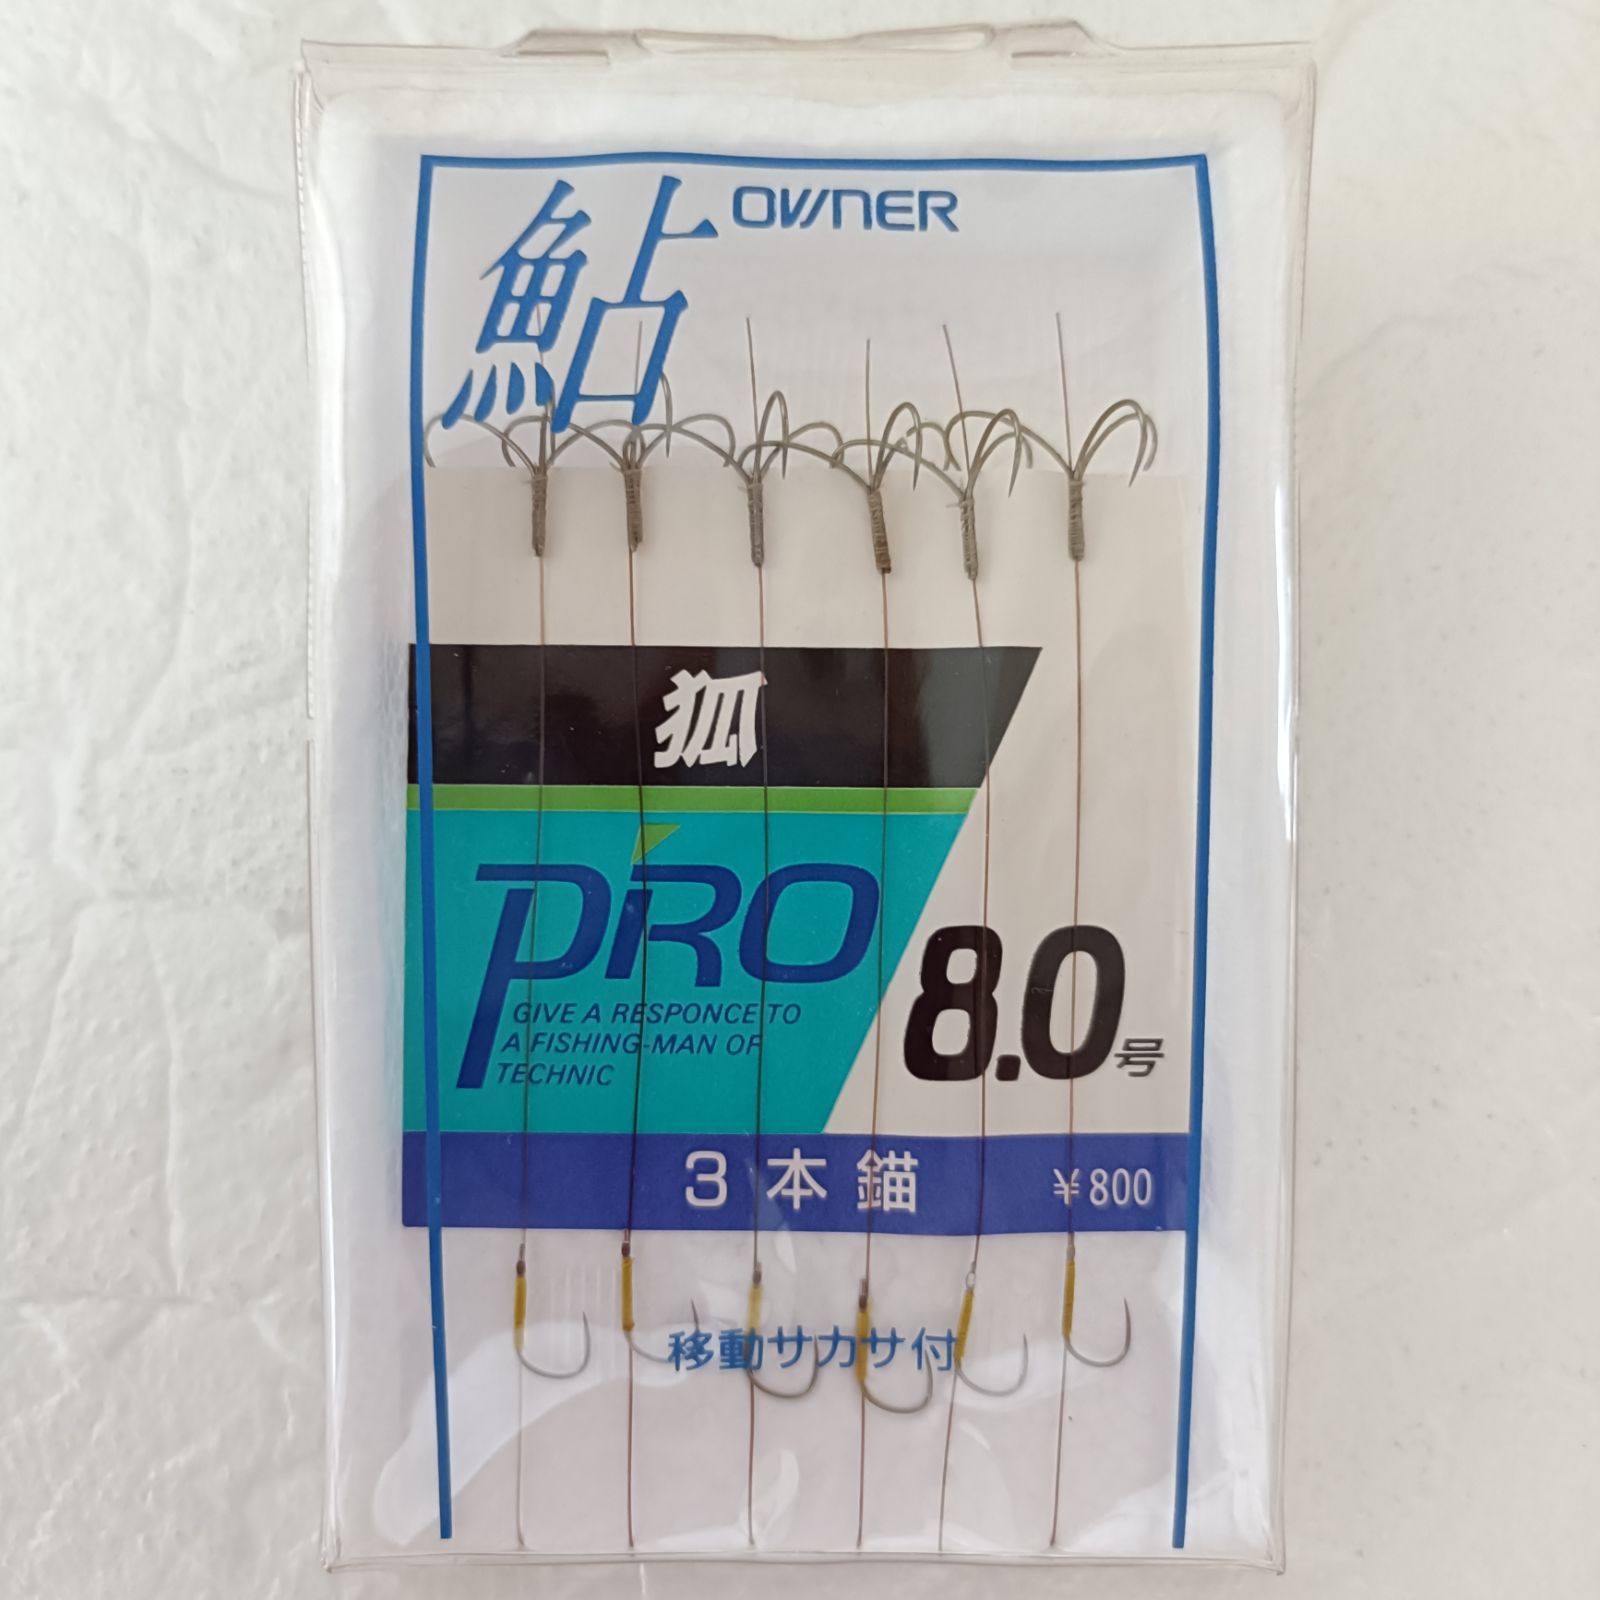 鮎 OWNER
狐
PRO
GIVE A RESPONCE TO
A FISHING-MAN OF
TECHNIC
8.0号
3本錨 ¥800
移動サカサ付